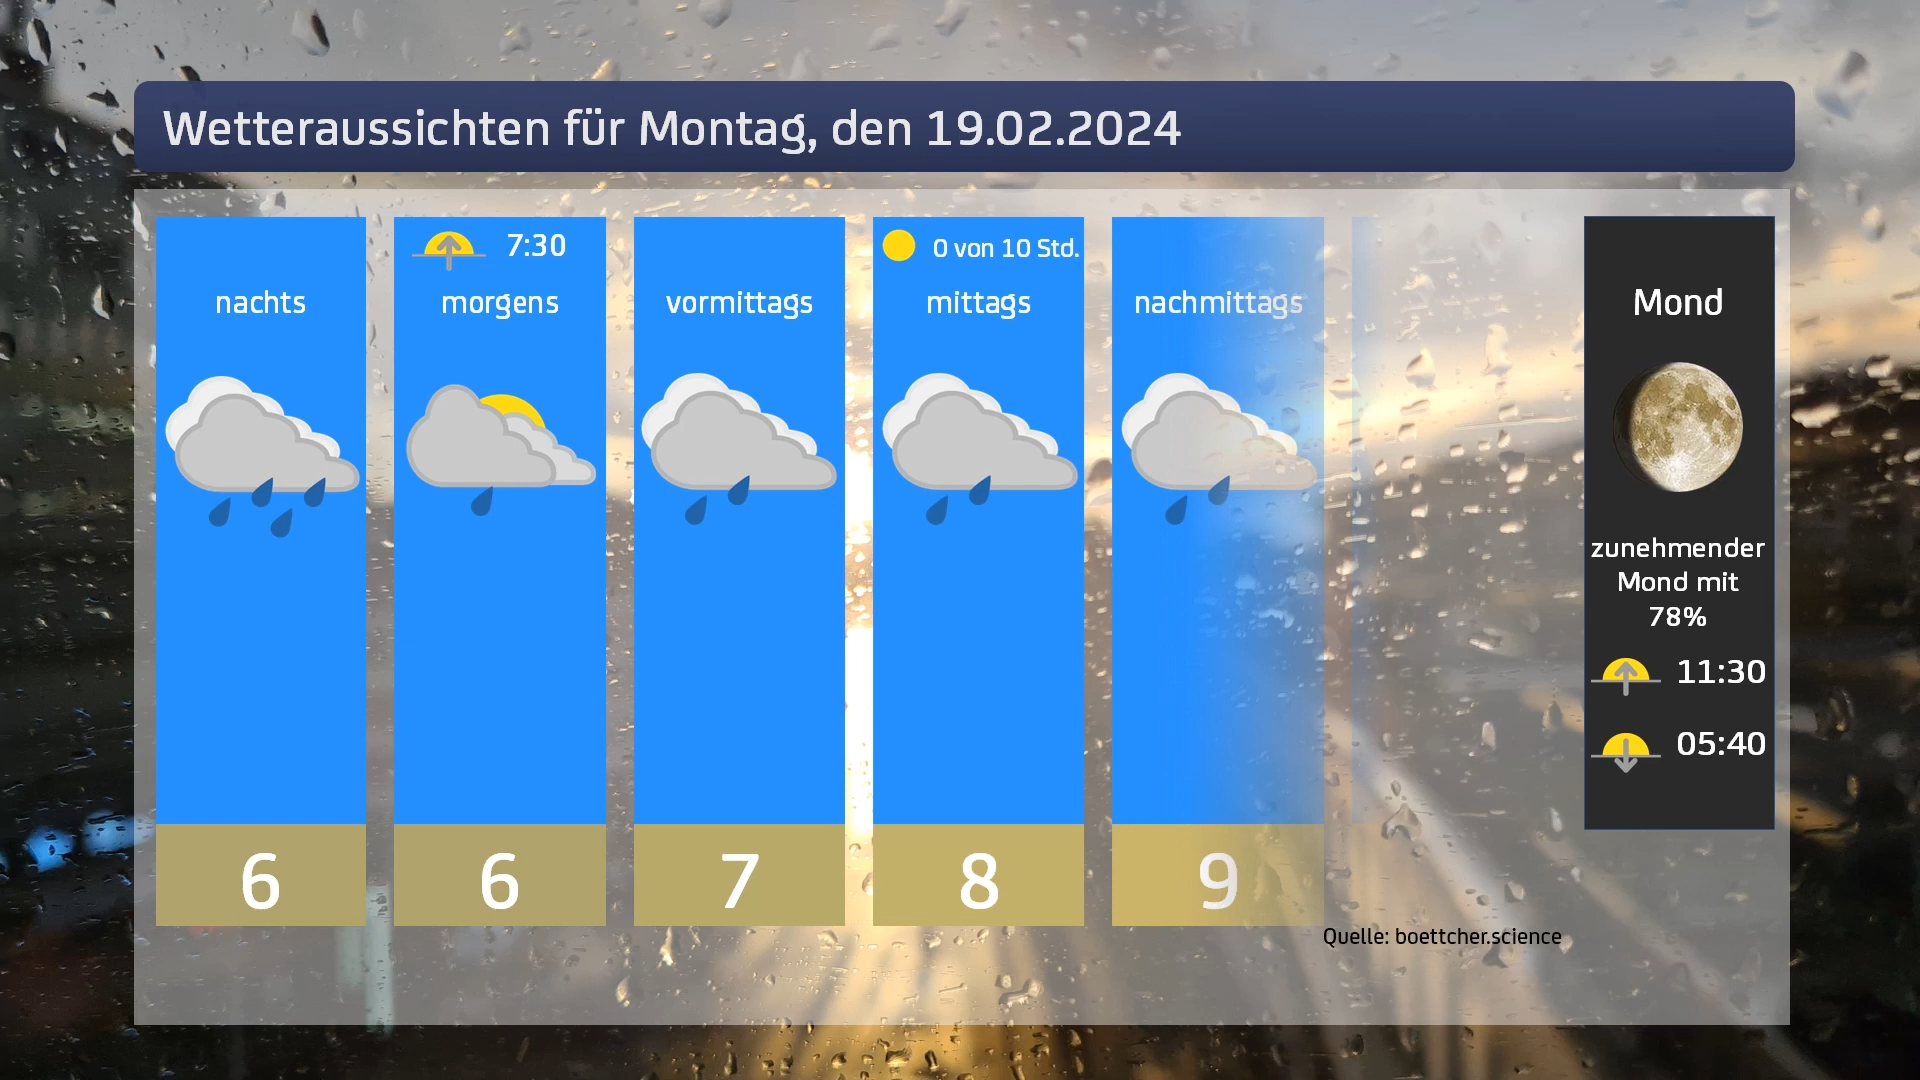 Wetteraussichten für Montag, den 19.02.2024
7:30
0 von 10 Std.
nachts
morgens
vormittags
mittags
nachmittags
Mond
zunehmender
Mond mit
78%
11:30
05:40
6
6
7
8
9
Quelle: boettcher.science